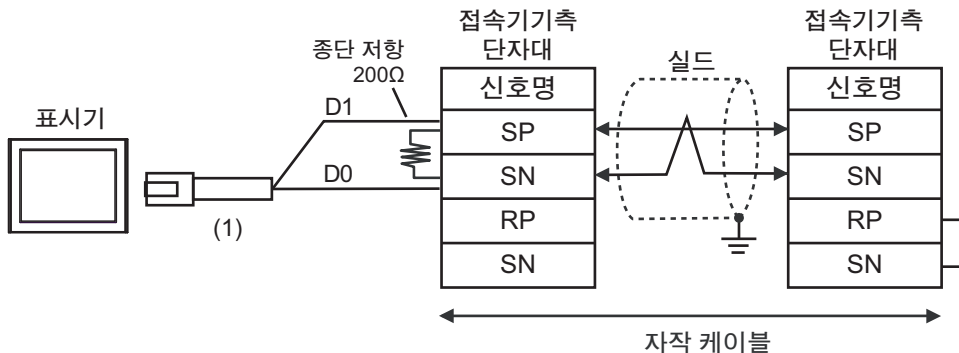 표시기
(1)
종단 저항
200Ω
D1
D0
접속기기측
단자대
신호명
SP
SN
RP
SN
실드
접속기기측
단자대
신호명
SP
SN
RP
SN
자작 케이블